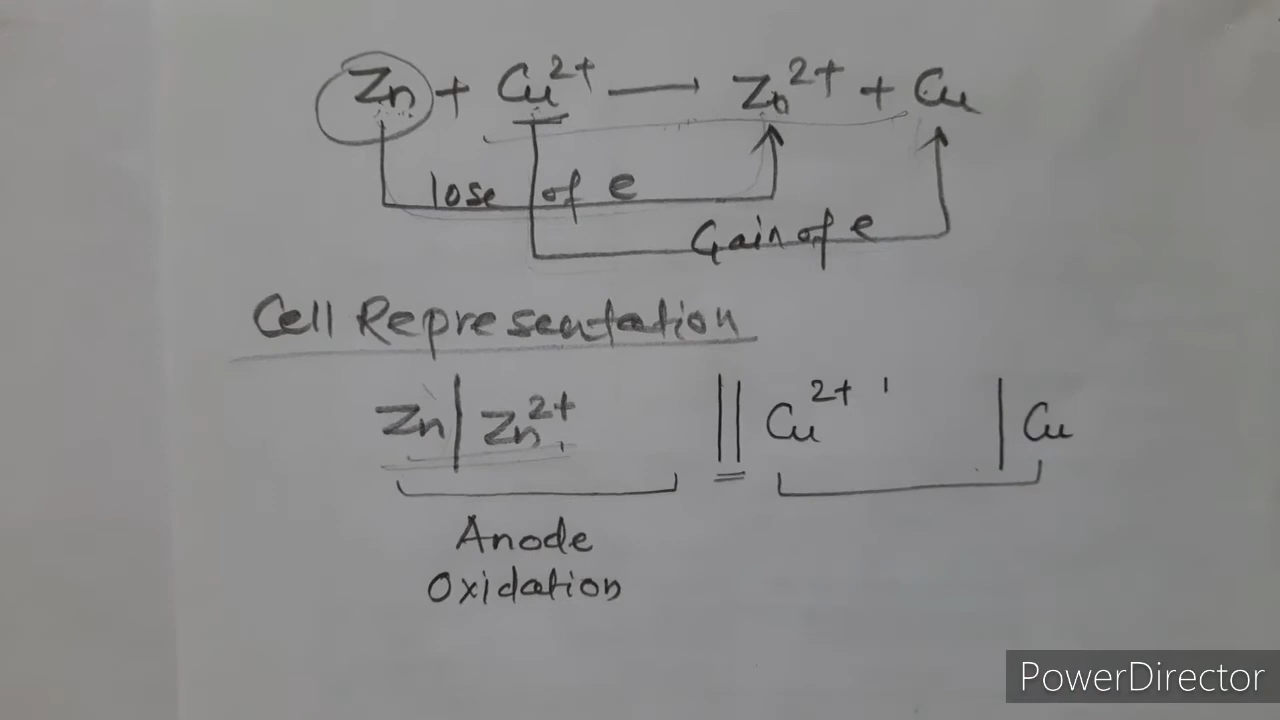 Zn + Cu²⁺ ⟶ Zn²⁺ + Cu
lose of e
Gain of e
Cell Representation
Zn | Zn²⁺ || Cu²⁺ | Cu
Anode
Oxidation
PowerDirector